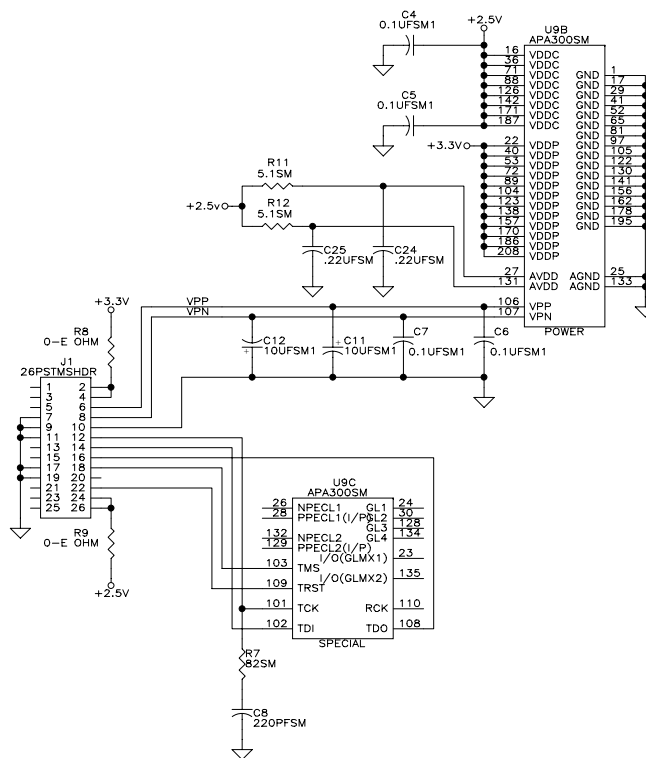 C4
0.1UFSM1
+2.5V
U9B
APA300SM
16 VDDC
36 VDDC
71 VDDC GND 1
88 VDDC GND 17
126 VDDC GND 29
142 VDDC GND 41
171 VDDC GND 52
187 VDDC GND 65
GND 81
C5
0.1UFSM1
+3.3V
22 VDDP GND 97
40 VDDP GND 105
53 VDDP GND 122
72 VDDP GND 130
89 VDDP GND 141
104 VDDP GND 156
123 VDDP GND 162
138 VDDP GND 178
157 VDDP GND 195
170 VDDP
186 VDDP
208 VDDP
27 AVDD AGND 25
131 AVDD AGND 133
106 VPP
107 VPN
POWER
R11
5.1SM
+2.5v
R12
5.1SM
C25
.22UFSM
C24
.22UFSM
VPP
VPN
+3.3V
R8
0-E OHM
C12
10UFSM1
+
C11
10UFSM1
+
C7
0.1UFSM1
C6
0.1UFSM1
J1
26PSTMSHDR
1 2
3 4
5 6
7 8
9 10
11 12
13 14
15 16
17 18
19 20
21 22
23 24
25 26
R9
0-E OHM
+2.5V
U9C
APA300SM
26 NPECL1 GL1 24
28 PPECL1(I/P) GL2 30
GL3 128
132 NPECL2 GL4 134
129 PPECL2(I/P)
I/O(GLMX1) 23
103 TMS
I/O(GLMX2) 135
109 TRST
101 TCK RCK 110
102 TDI TDO 108
SPECIAL
R7
82SM
C8
220PFSM